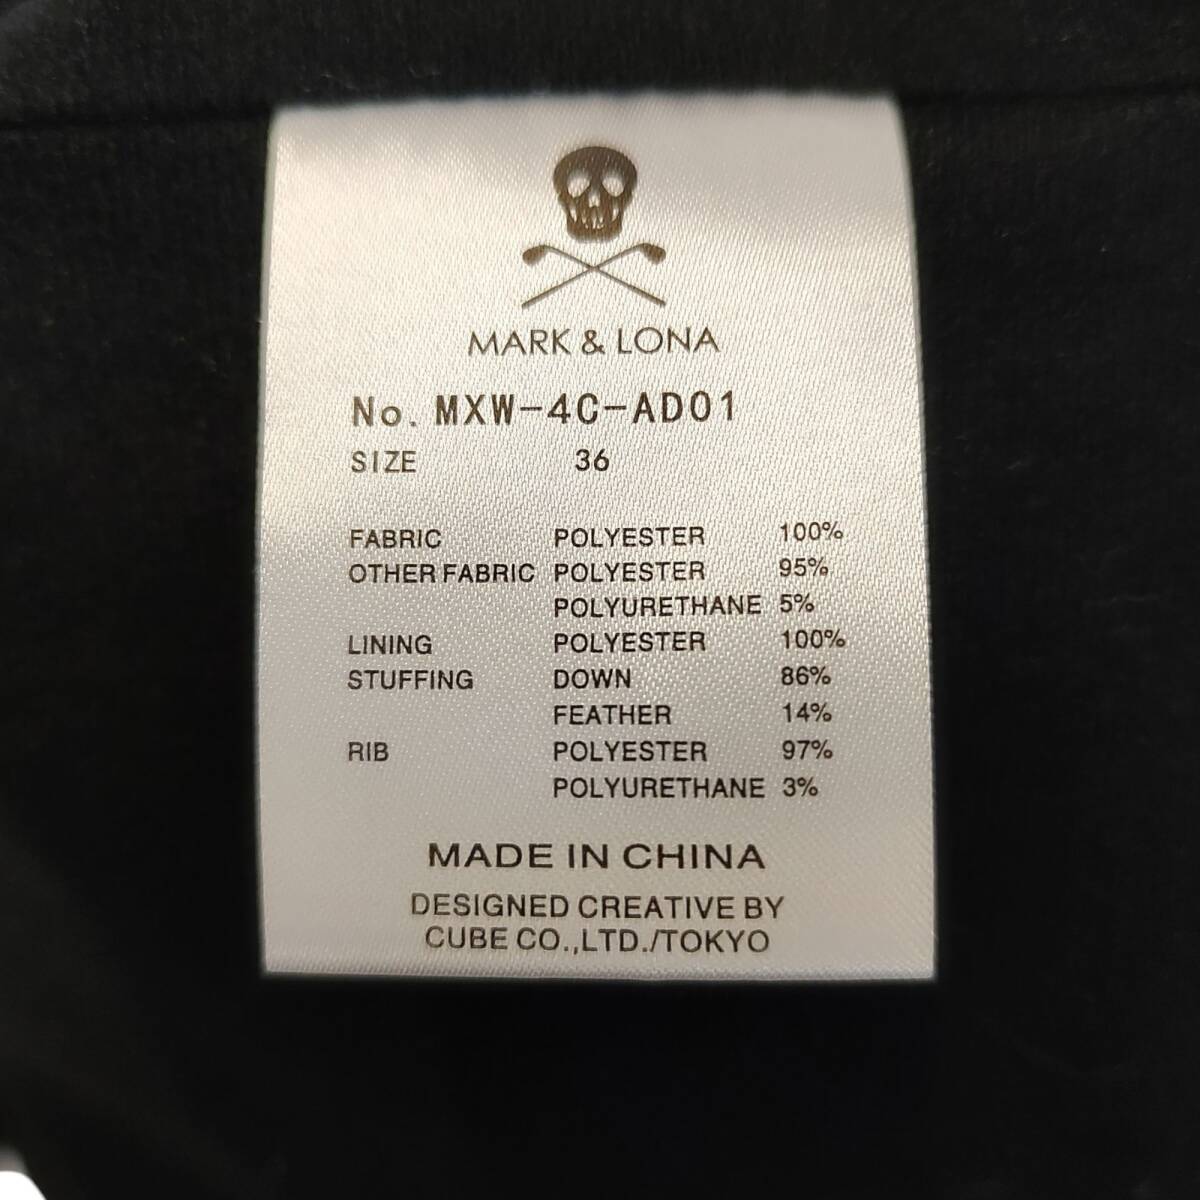 MARK & LONA
No. MXW-4C-AD01
SIZE 36
FABRIC POLYESTER 100%
OTHER FABRIC POLYESTER 95%
POLYURETHANE 5%
LINING POLYESTER 100%
STUFFING DOWN 86%
FEATHER 14%
RIB POLYESTER 97%
POLYURETHANE 3%
MADE IN CHINA
DESIGNED CREATIVE BY
CUBE CO.,LTD./TOKYO